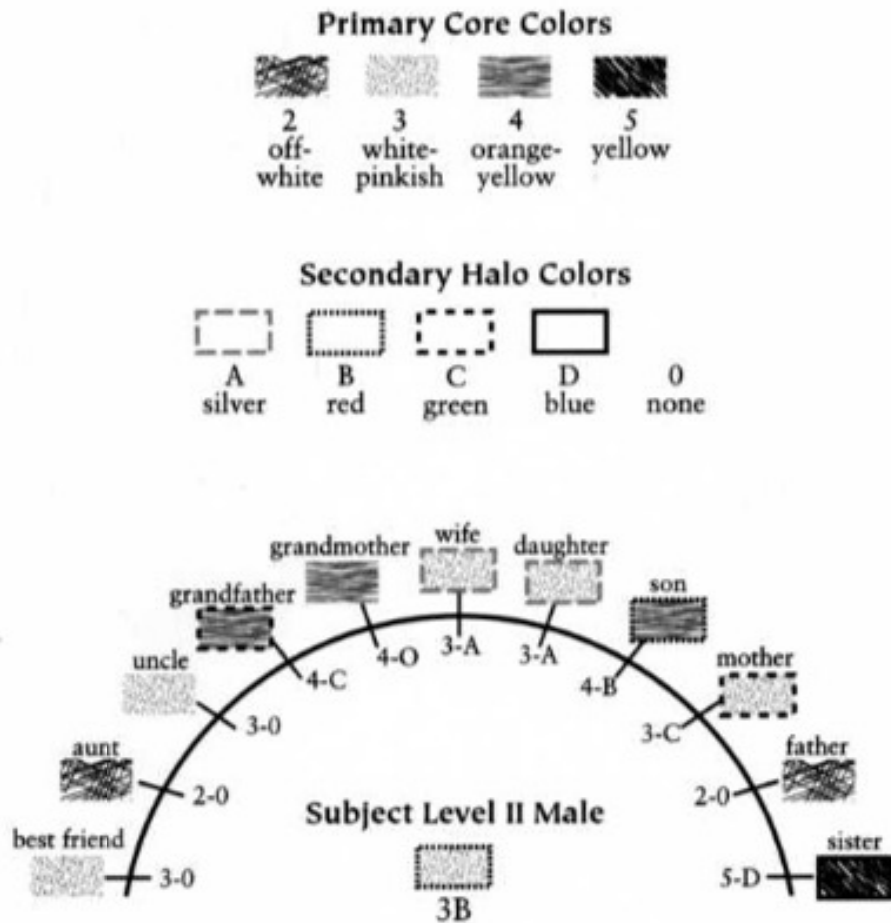 Primary Core Colors
2 3 4 5
off- white- orange- yellow
white pinkish yellow
Secondary Halo Colors
A B C D 0
silver red green blue none
wife
grandmother daughter
grandfather son
uncle mother
3-A
4-O 3-A
4-C 4-B
3-0 3-C
aunt father
2-0 2-0
Subject Level II Male
best friend sister
3-0 5-D
3B